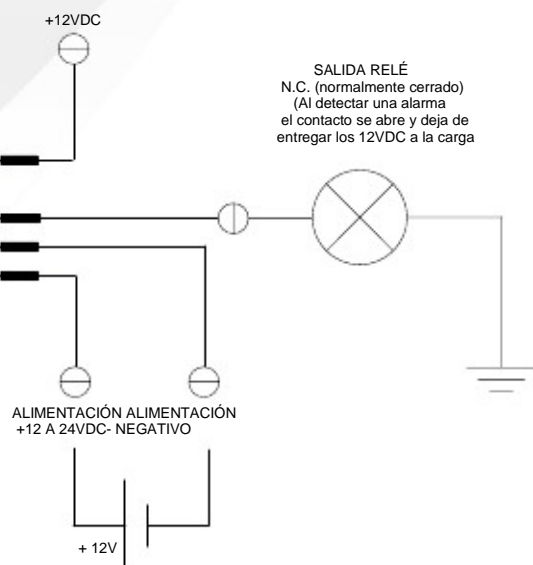 +12VDC
SALIDA RELÉ
N.C. (normalmente cerrado)
(Al detectar una alarma
el contacto se abre y deja de
entregar los 12VDC a la carga
ALIMENTACIÓN ALIMENTACIÓN
+12 A 24VDC- NEGATIVO
+ 12V